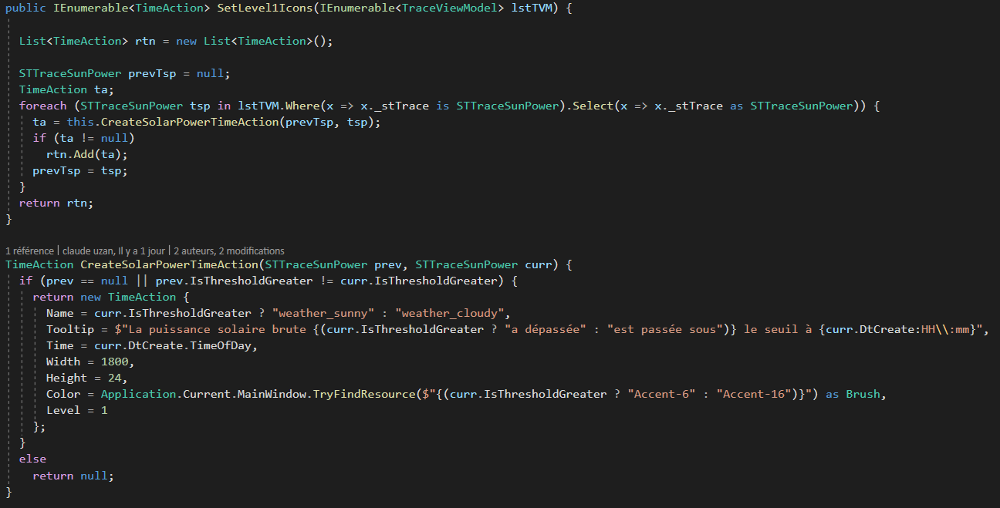 public IEnumerable<TimeAction> SetLevel1Icons(IEnumerable<TraceViewModel> lstTVM) {
List<TimeAction> rtn = new List<TimeAction>();
STTraceSunPower prevTsp = null;
TimeAction ta;
foreach (STTraceSunPower tsp in lstTVM.Where(x => x._stTrace is STTraceSunPower).Select(x => x._stTrace as STTraceSunPower)) {
ta = this.CreateSolarPowerTimeAction(prevTsp, tsp);
if (ta != null)
rtn.Add(ta);
prevTsp = tsp;
}
return rtn;
}
1 référence | claude uzan, Il y a 1 jour | 2 auteurs, 2 modifications
TimeAction CreateSolarPowerTimeAction(STTraceSunPower prev, STTraceSunPower curr) {
if (prev == null || prev.IsThresholdGreater != curr.IsThresholdGreater) {
return new TimeAction {
Name = curr.IsThresholdGreater ? "weather_sunny" : "weather_cloudy",
Tooltip = $"La puissance solaire brute {(curr.IsThresholdGreater ? "a dépassée" : "est passée sous")} le seuil à {curr.DtCreate:HH\\:mm}",
Time = curr.DtCreate.TimeOfDay,
Width = 1800,
Height = 24,
Color = Application.Current.MainWindow.TryFindResource($"{(curr.IsThresholdGreater ? "Accent-6" : "Accent-16")}") as Brush,
Level = 1
};
}
else
return null;
}